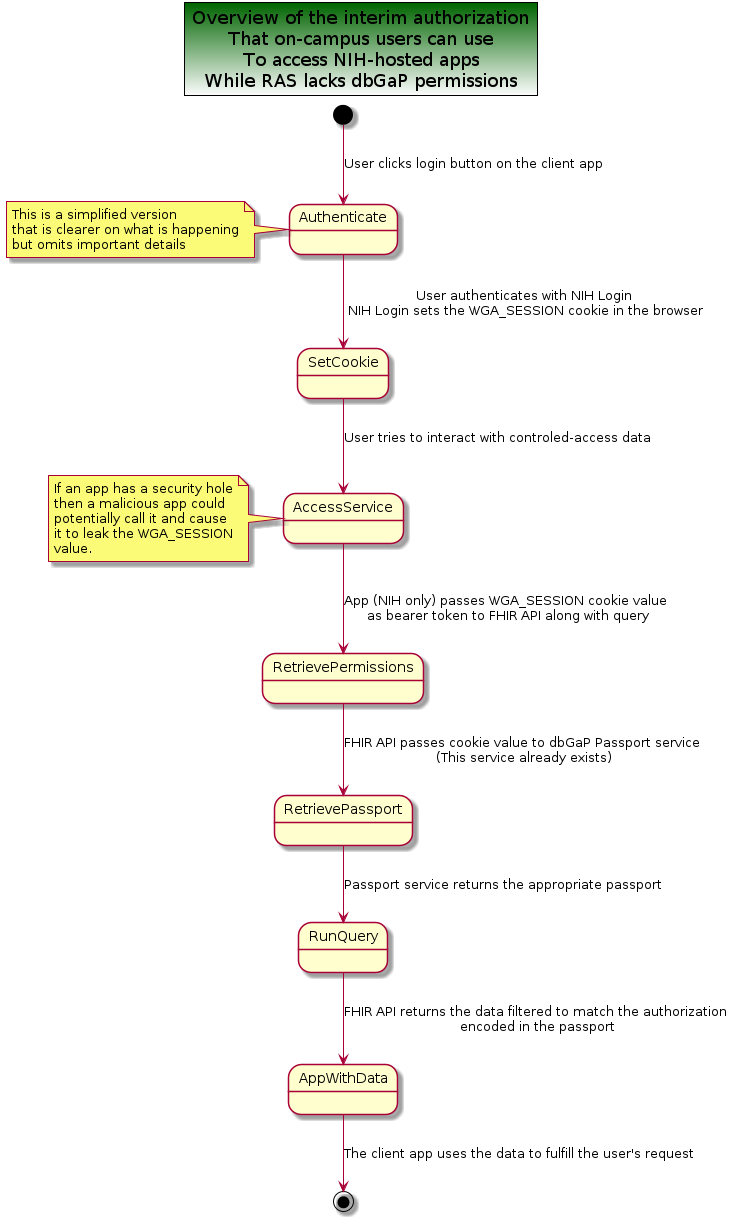 Overview of the interim authorization
That on-campus users can use
To access NIH-hosted apps
While RAS lacks dbGaP permissions
User clicks login button on the client app
This is a simplified version
that is clearer on what is happening
but omits important details
Authenticate
User authenticates with NIH Login
NIH Login sets the WGA_SESSION cookie in the browser
SetCookie
User tries to interact with controled-access data
If an app has a security hole
then a malicious app could
potentially call it and cause
it to leak the WGA_SESSION
value.
AccessService
App (NIH only) passes WGA_SESSION cookie value
as bearer token to FHIR API along with query
RetrievePermissions
FHIR API passes cookie value to dbGaP Passport service
(This service already exists)
RetrievePassport
Passport service returns the appropriate passport
RunQuery
FHIR API returns the data filtered to match the authorization
encoded in the passport
AppWithData
The client app uses the data to fulfill the user's request